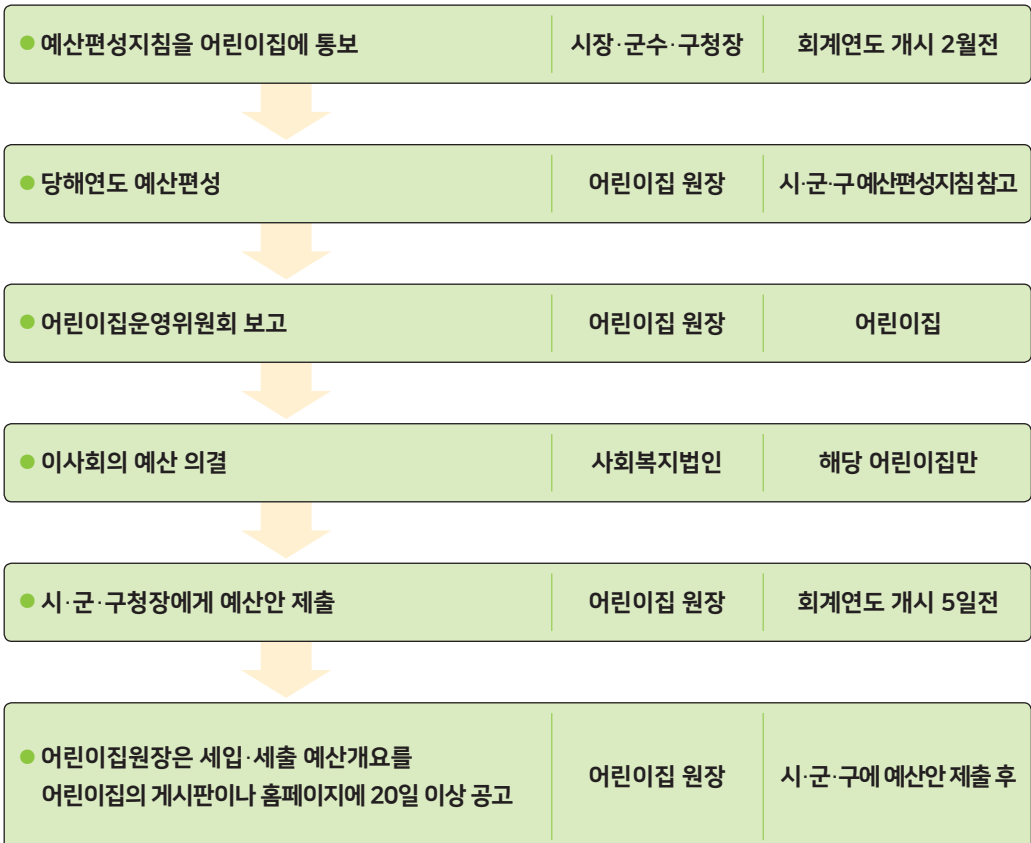 ● 예산편성지침을 어린이집에 통보 시장·군수·구청장 회계연도 개시 2월전
● 당해연도 예산편성 어린이집 원장 시·군·구 예산편성지침 참고
● 어린이집운영위원회 보고 어린이집 원장 어린이집
● 이사회의 예산 의결 사회복지법인 해당 어린이집만
● 시·군·구청장에게 예산안 제출 어린이집 원장 회계연도 개시 5일전
● 어린이집원장은 세입·세출 예산개요를
어린이집의 게시판이나 홈페이지에 20일 이상 공고 어린이집 원장 시·군·구에 예산안 제출 후